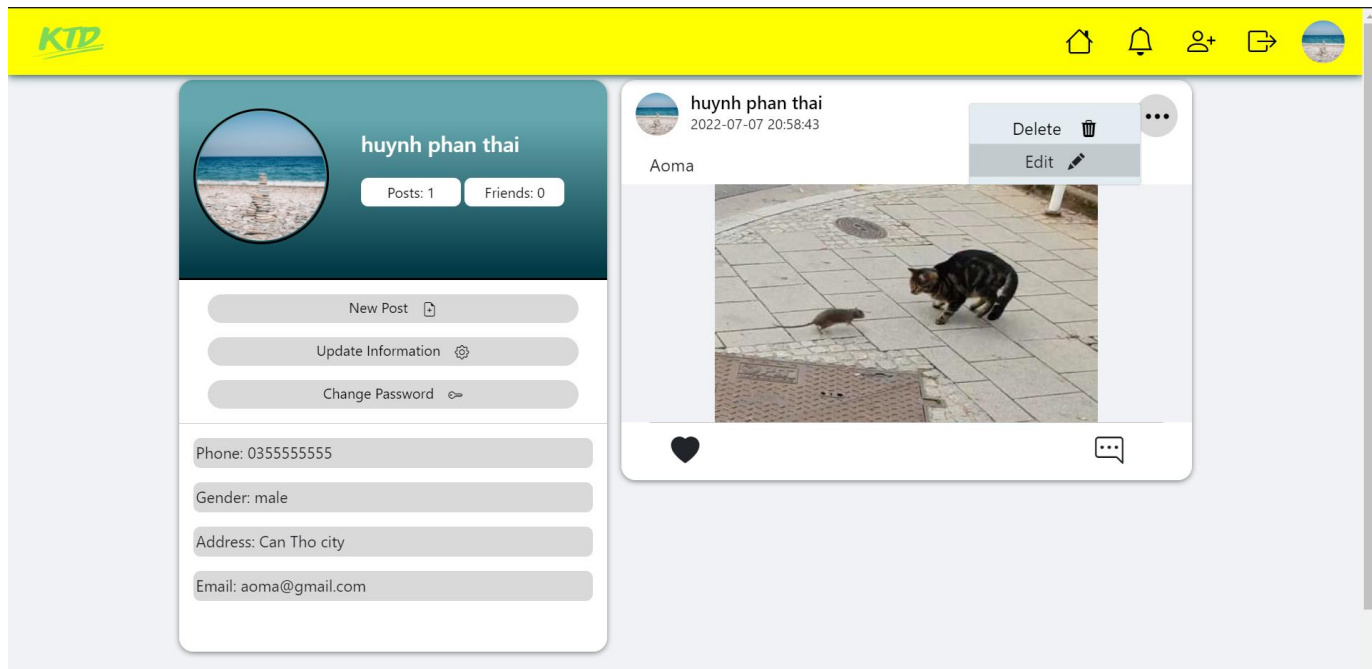 KTD
huynh phan thai
Posts: 1
Friends: 0
New Post
Update Information
Change Password
Phone: 0355555555
Gender: male
Address: Can Tho city
Email: aoma@gmail.com
huynh phan thai
2022-07-07 20:58:43
Delete
Edit
Aoma